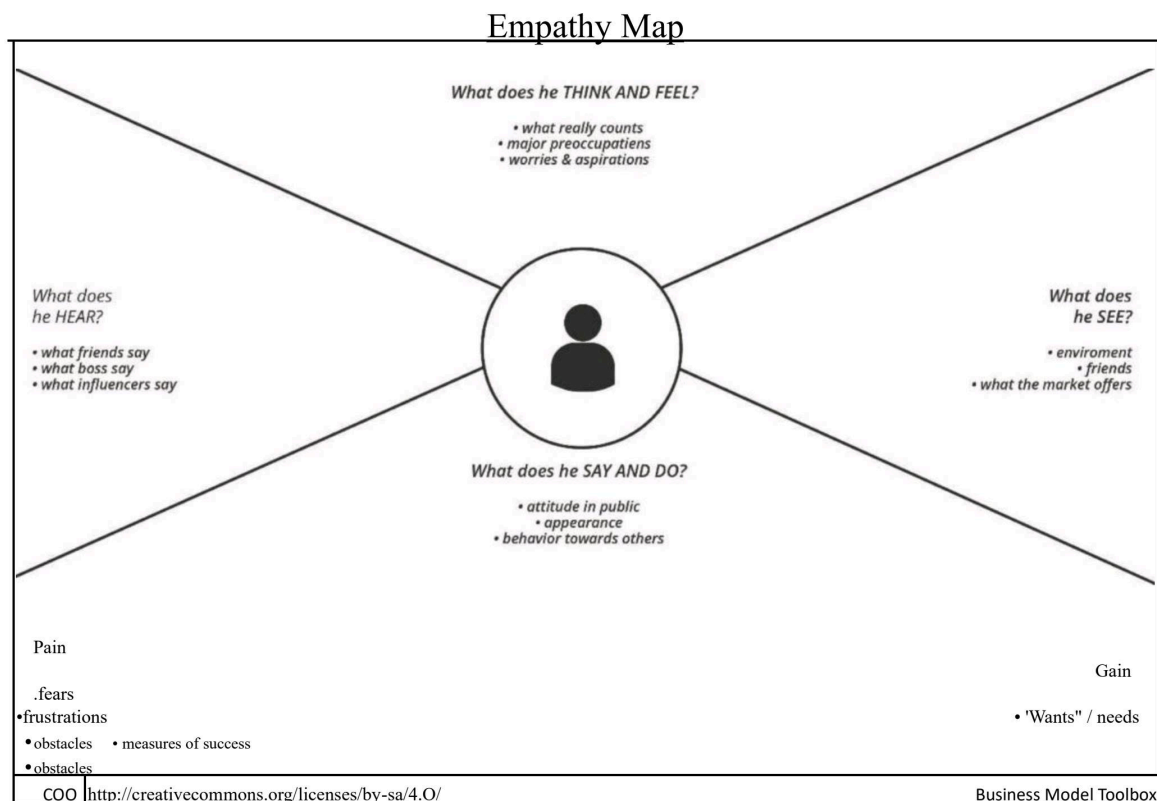 Empathy Map
What does he THINK AND FEEL?
• what really counts
• major preoccupatiens
• worries & aspirations
What does
he HEAR?
• what friends say
• what boss say
• what influencers say
What does
he SEE?
• enviroment
• friends
• what the market offers
What does he SAY AND DO?
• attitude in public
• appearance
• behavior towards others
Pain
.fears
•frustrations
• obstacles • measures of success
• obstacles
Gain
• 'Wants" / needs
COO http://creativecommons.org/licenses/by-sa/4.O/
Business Model Toolbox